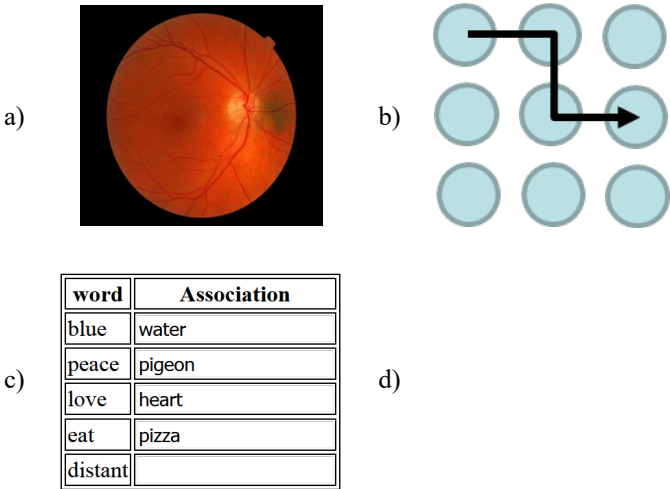 a)
b)
word Association
blue water
peace pigeon
love heart
c)
d)
eat pizza
distant